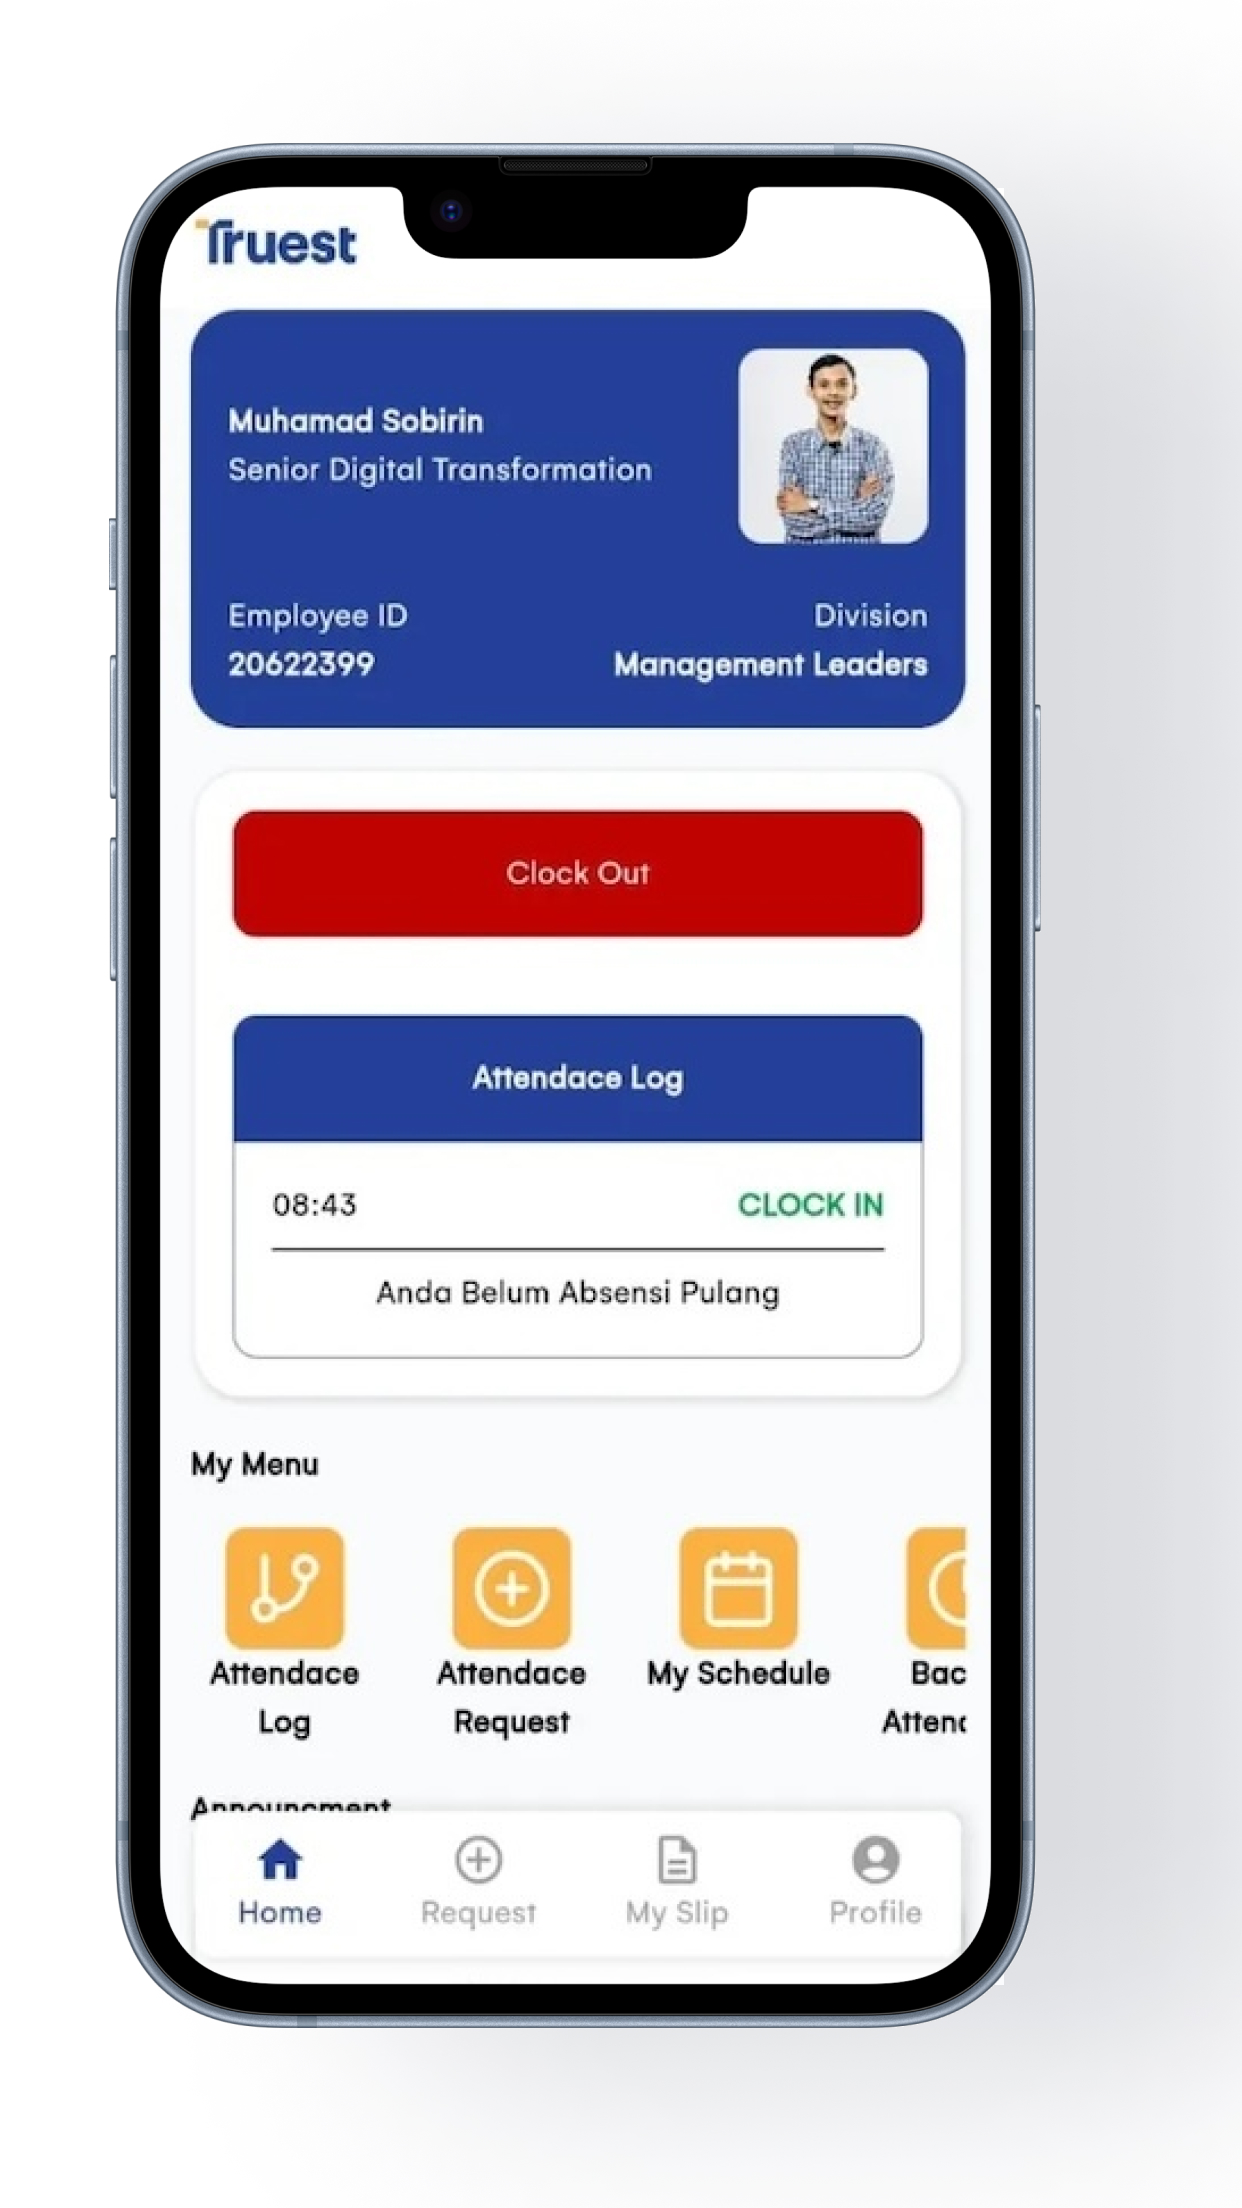 Truest
Muhamad Sobirin
Senior Digital Transformation
Employee ID
Division
20622399
Management Leaders
Clock Out
Attendace Log
08:43
CLOCK IN
Anda Belum Absensi Pulang
My Menu
Attendace
Log
Attendace
Request
My Schedule
Bac
Attend
Announcment
Home
Request
My Slip
Profile